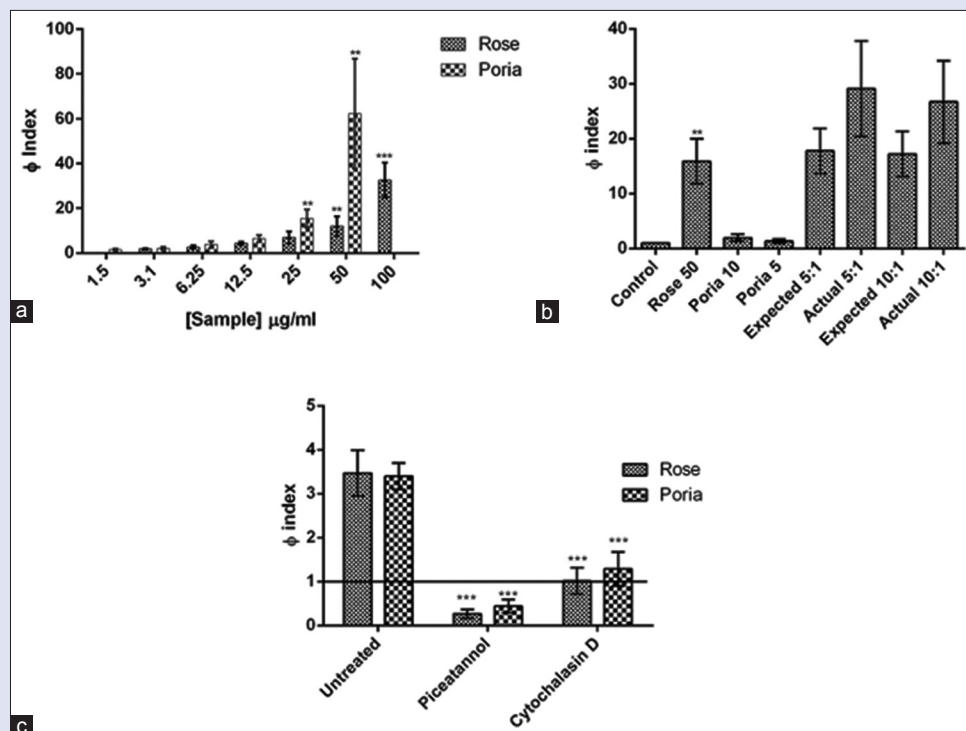 100
80
60
40
20
0
ϕ Index
**
***
**
**
Rose
Poria
1.5
3.1
6.25
12.5
25
50
100
[Sample] µg/ml
a
40
30
20
10
0
ϕ index
**
Control
Rose 50
Poria 10
Poria 5
Expected 5:1
Actual 5:1
Expected 10:1
Actual 10:1
b
5
4
3
2
1
0
ϕ index
Rose
Poria
***
***
***
***
Untreated
Piceatannol
Cytochalasin D
c